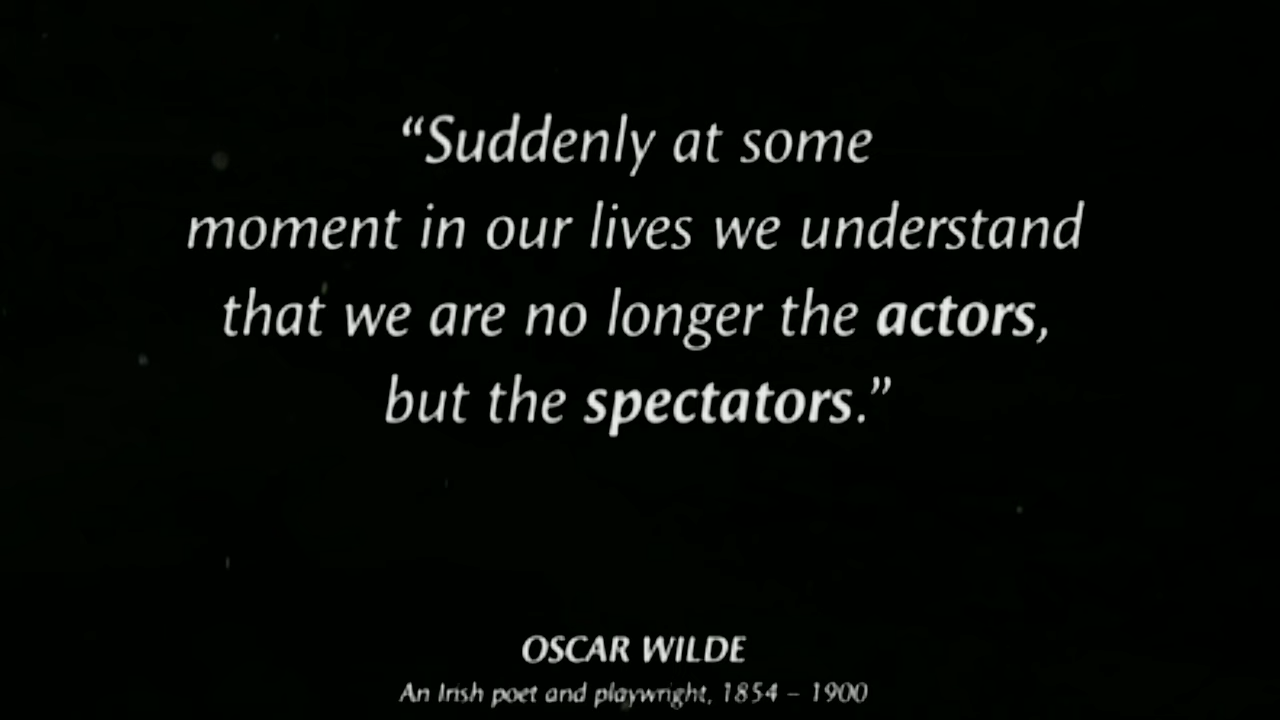 “Suddenly at some
moment in our lives we understand
that we are no longer the actors,
but the spectators.”
OSCAR WILDE
An Irish poet and playwright, 1854 – 1900